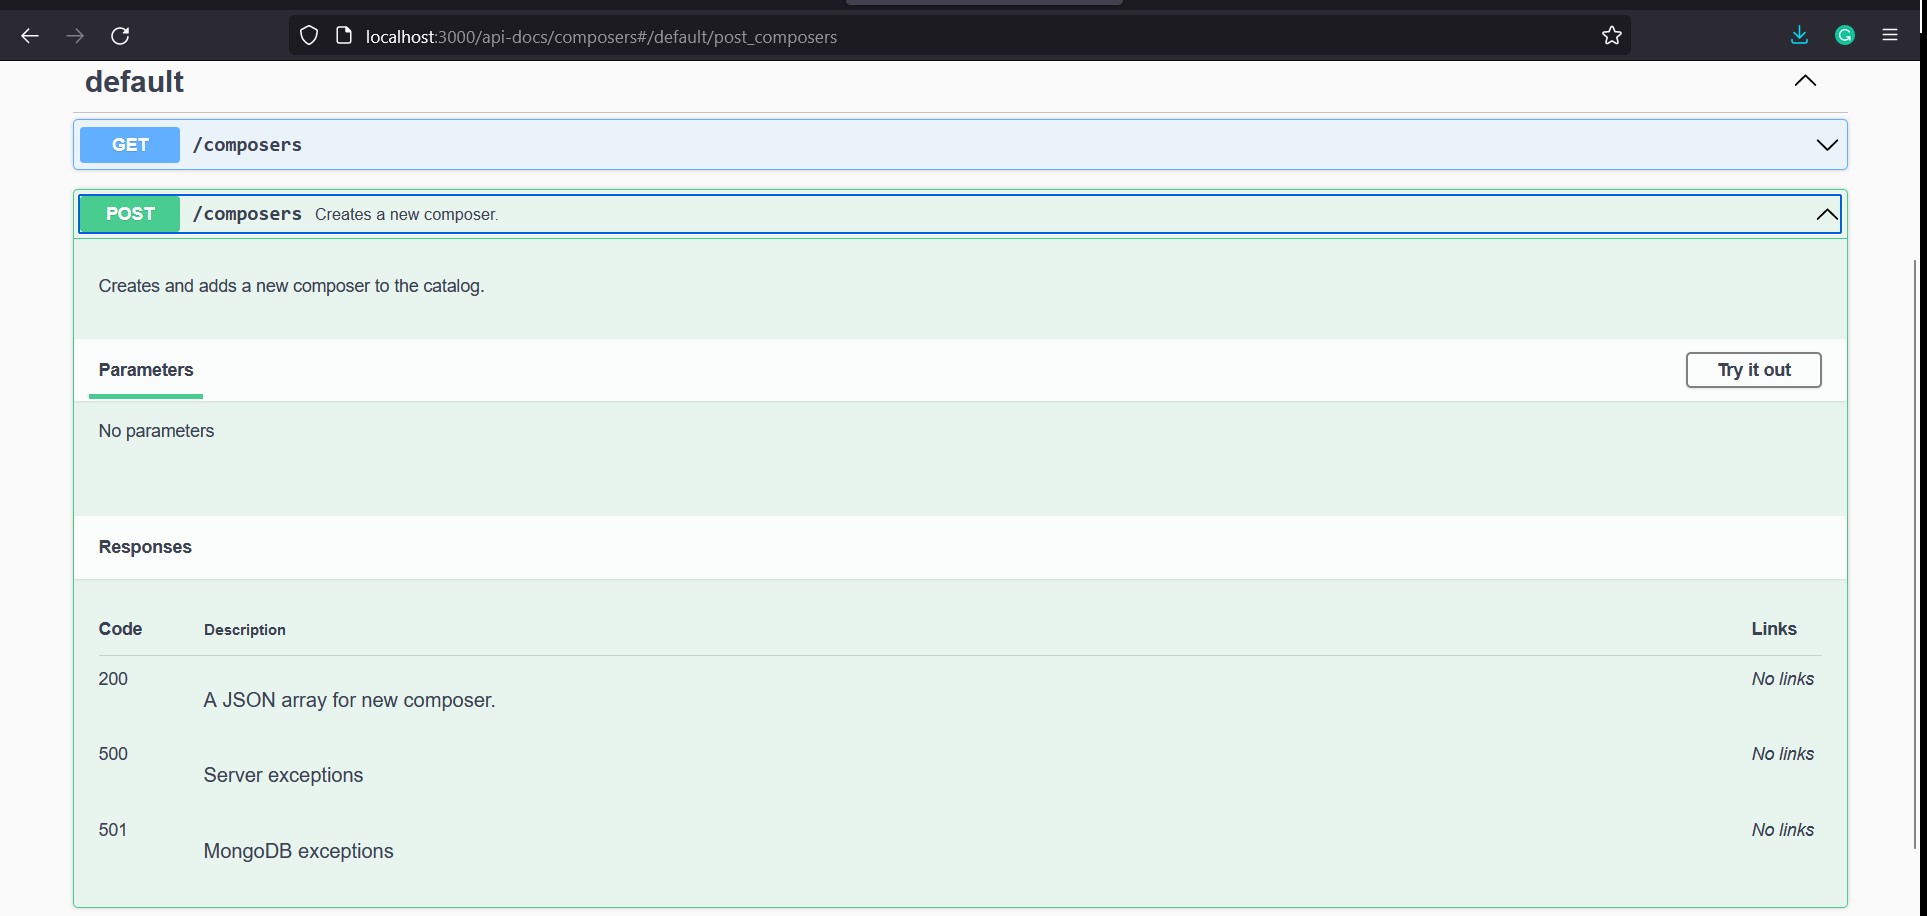 localhost:3000/api-docs/composers#/default/post_composers
G
default
GET /composers
POST /composers Creates a new composer.
Creates and adds a new composer to the catalog.
Parameters Try it out
No parameters
Responses
Code Description Links
200 No links
A JSON array for new composer.
500 No links
Server exceptions
501 No links
MongoDB exceptions